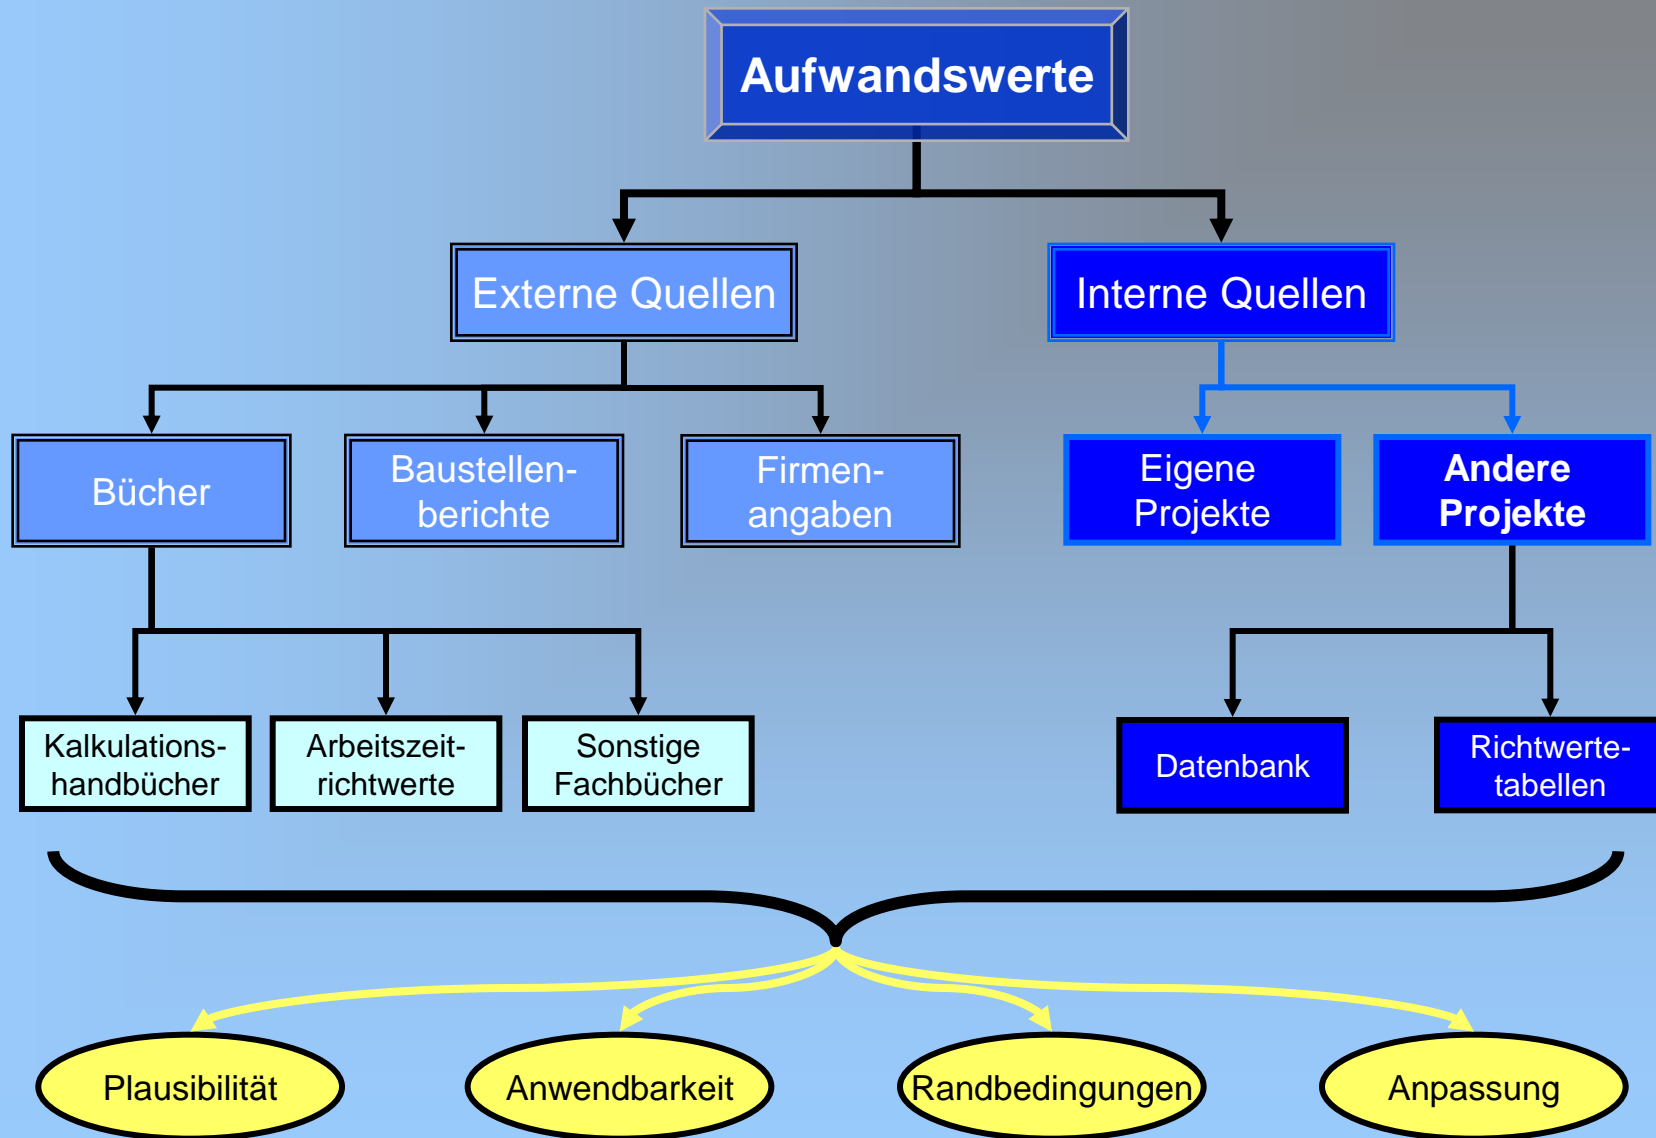 Aufwandswerte
Externe Quellen
Interne Quellen
Bücher
Baustellen-
berichte
Firmen-
angaben
Eigene
Projekte
Andere
Projekte
Kalkulations-
handbücher
Arbeitszeit-
richtwerte
Sonstige
Fachbücher
Datenbank
Richtwerte-
tabellen
Plausibilität
Anwendbarkeit
Randbedingungen
Anpassung